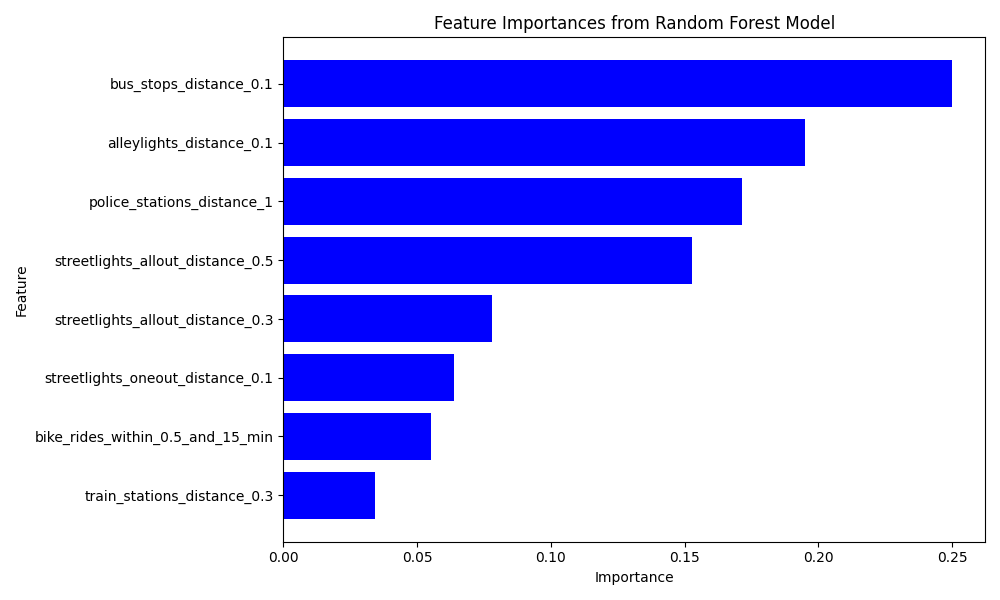 Feature Importances from Random Forest Model
bus_stops_distance_0.1
alleylights_distance_0.1
police_stations_distance_1
streetlights_allout_distance_0.5
streetlights_allout_distance_0.3
streetlights_oneout_distance_0.1
bike_rides_within_0.5_and_15_min
train_stations_distance_0.3
Feature
0.00 0.05 0.10 0.15 0.20 0.25
Importance